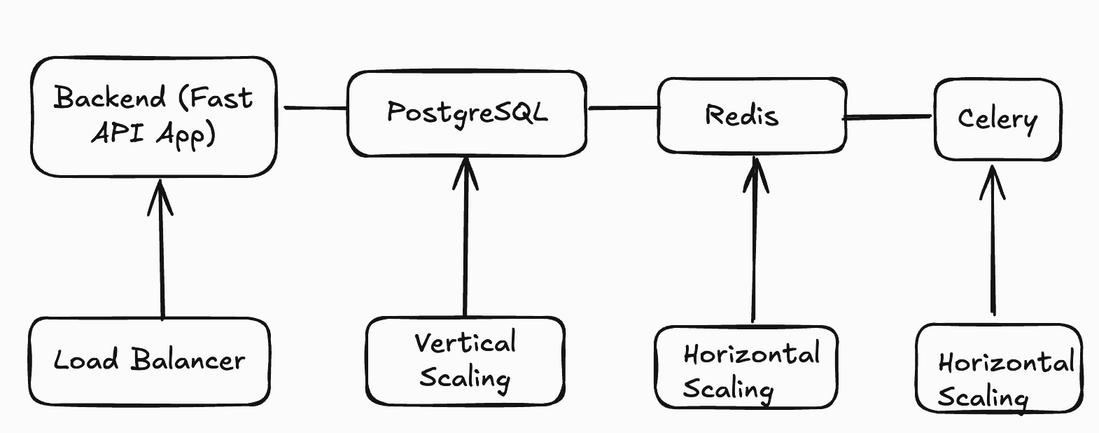 Backend (Fast
API App)
PostgreSQL
Redis
Celery
Load Balancer
Vertical
Scaling
Horizontal
Scaling
Horizontal
Scaling